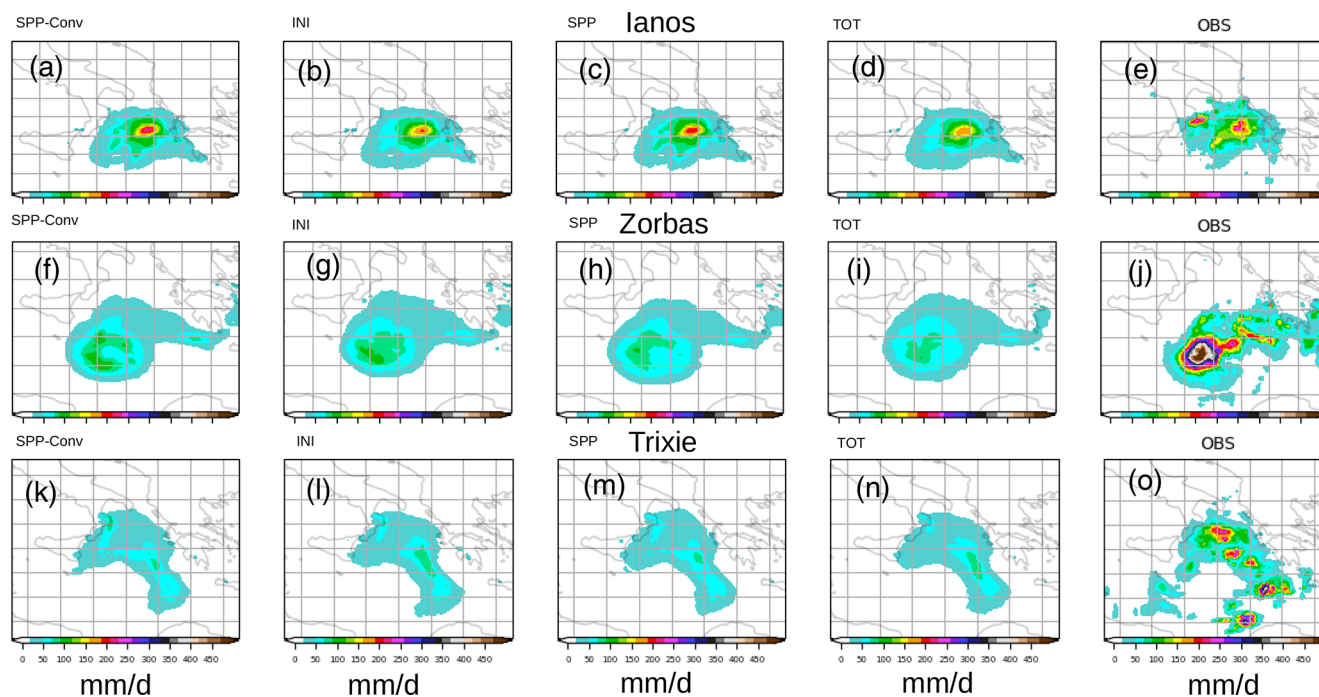 SPP-Conv INI SPP Ianos TOT OBS
(a) (b) (c) (d) (e)
SPP-Conv INI SPP Zorbas TOT OBS
(f) (g) (h) (i) (j)
SPP-Conv INI SPP Trixie TOT OBS
(k) (l) (m) (n) (o)
0 50 100 150 200 250 300 350 400 450 0 50 100 150 200 250 300 350 400 450 0 50 100 150 200 250 300 350 400 450 0 50 100 150 200 250 300 350 400 450 0 50 100 150 200 250 300 350 400 450
mm/d mm/d mm/d mm/d mm/d